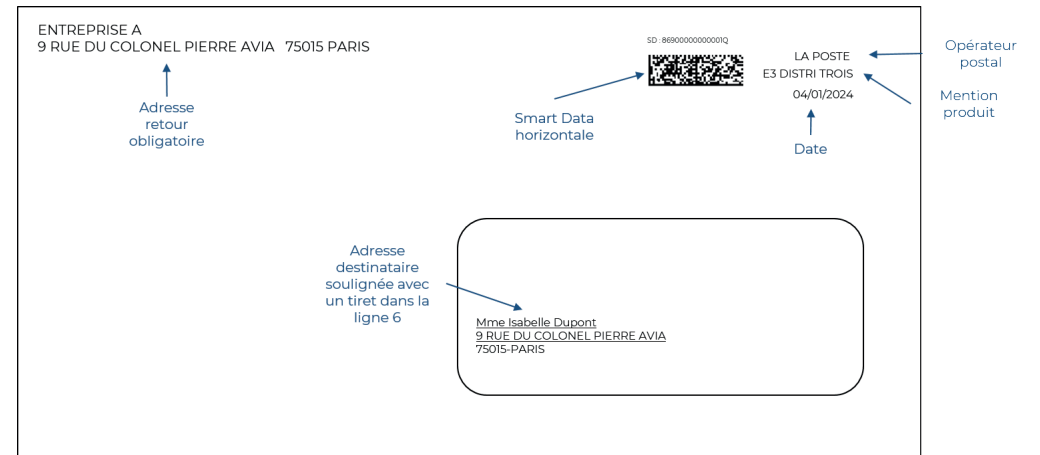 ENTREPRISE A
9 RUE DU COLONEL PIERRE AVIA 75015 PARIS
Adresse
retour
obligatoire
SD : 86900000000001Q
Smart Data
horizontale
LA POSTE
E3 DISTRI TROIS
04/01/2024
Date
Opérateur
postal
Mention
produit
Adresse
destinataire
soulignée avec
un tiret dans la
ligne 6
Mme Isabelle Dupont
9 RUE DU COLONEL PIERRE AVIA
75015-PARIS